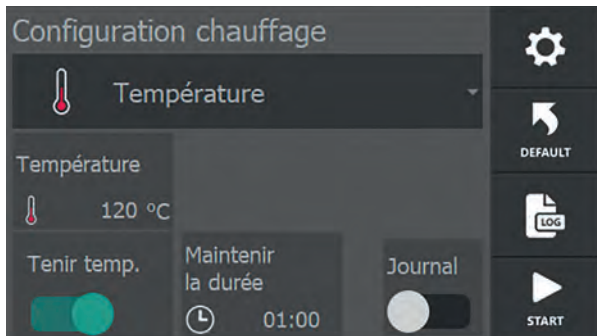 Configuration chauffage
Température
DEFAULT
Température
120 °C
LOG
Tenir temp.
Maintenir
la durée
01:00
Journal
START